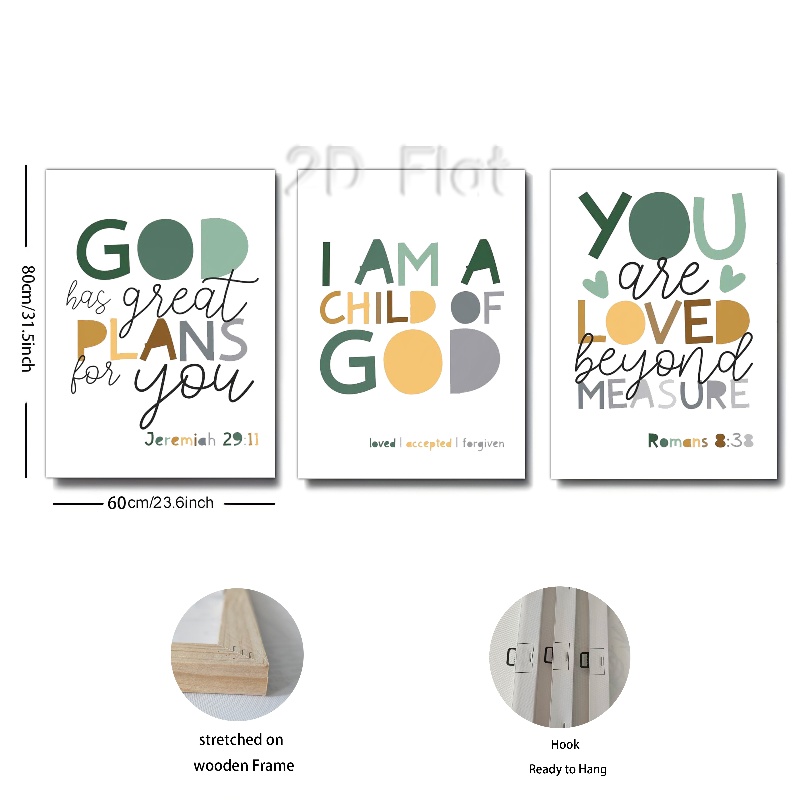 2D Flat
GOD
has great
PLANS
for you
Jeremiah 29:11
I AM A
CHILD OF
GOD
loved | accepted | forgiven
YOU
are
LOVED
beyond
MEASURE
Romans 8:38
80cm/31.5inch
60cm/23.6inch
stretched on
wooden Frame
Hook
Ready to Hang